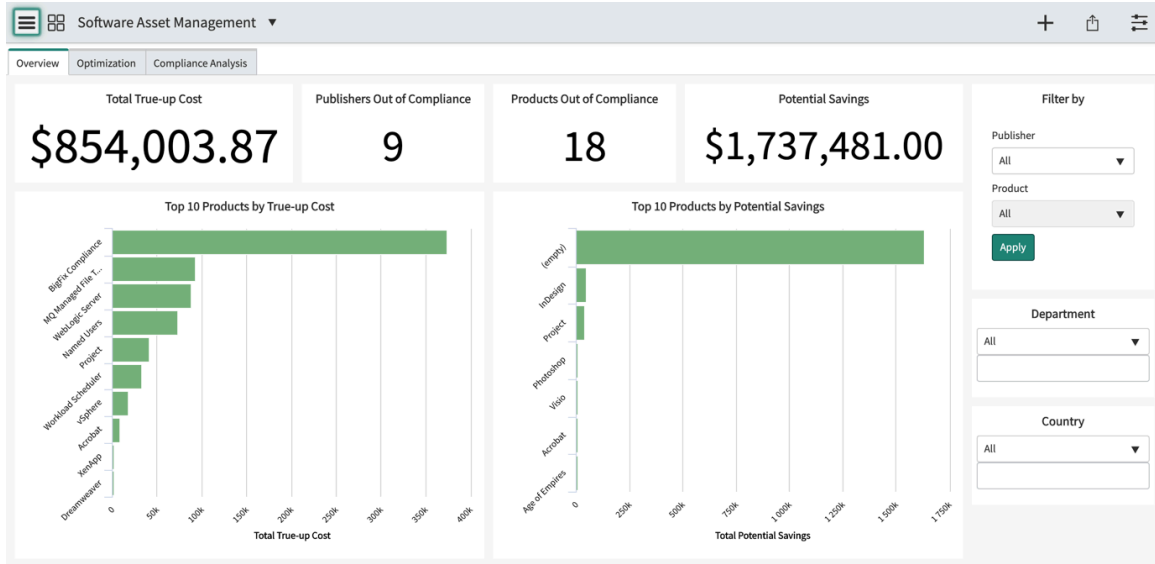 Software Asset Management ▼
Overview Optimization Compliance Analysis
Total True-up Cost
$854,003.87
Publishers Out of Compliance
9
Products Out of Compliance
18
Potential Savings
$1,737,481.00
Filter by
Publisher
All
Product
All
Apply
Department
All
Country
All
Top 10 Products by True-up Cost
BigFix Compliance
MQ Managed File T...
WebLogic Server
Named Users
Project
Workload Scheduler
vSphere
Acrobat
XenApp
Dreamweaver
0 50k 100k 150k 200k 250k 300k 350k 400k
Total True-up Cost
Top 10 Products by Potential Savings
(empty)
InDesign
Project
Photoshop
Visio
Acrobat
Age of Empires
0 250k 500k 750k 1 000k 1 250k 1 500k 1 750k
Total Potential Savings